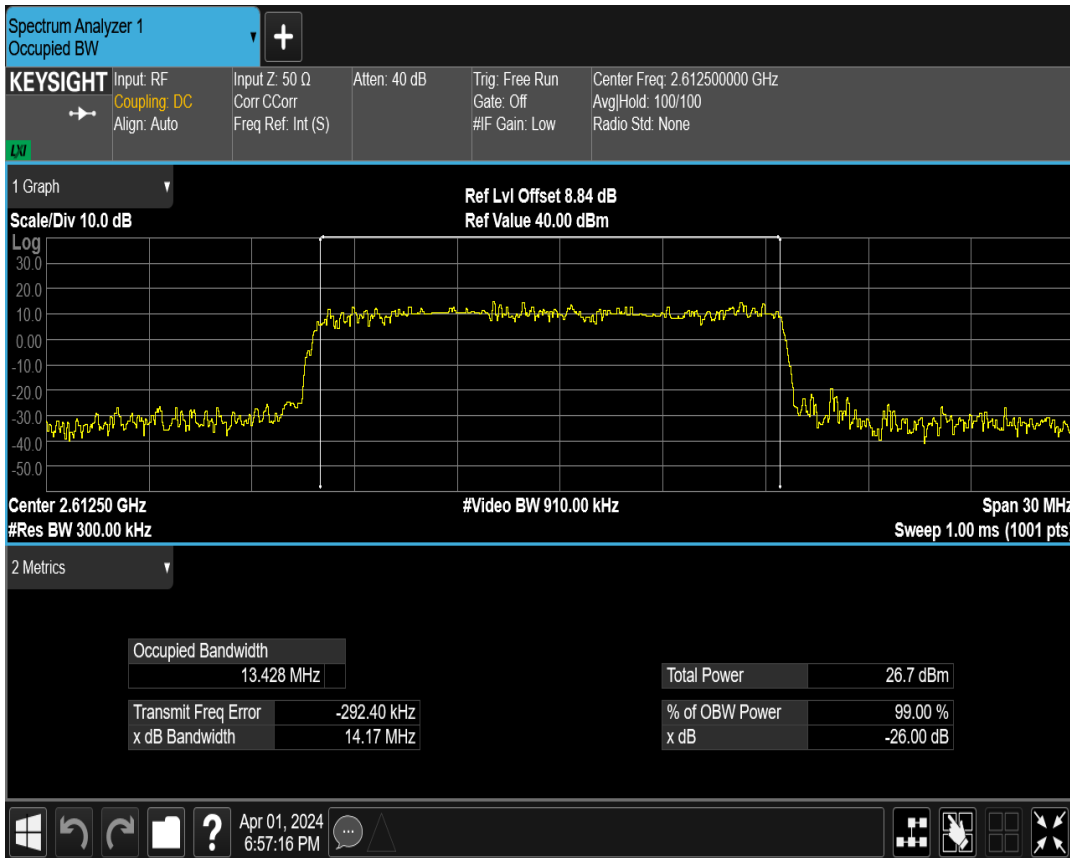 Spectrum Analyzer 1
Occupied BW
+
KEYSIGHT
LXI
Input: RF
Coupling: DC
Align: Auto
Input Z: 50 Ω
Corr CCorr
Freq Ref: Int (S)
Atten: 40 dB
Trig: Free Run
Gate: Off
#IF Gain: Low
Center Freq: 2.612500000 GHz
Avg|Hold: 100/100
Radio Std: None
1 Graph
Scale/Div 10.0 dB
Ref Lvl Offset 8.84 dB
Ref Value 40.00 dBm
Log
30.0
20.0
10.0
0.00
-10.0
-20.0
-30.0
-40.0
-50.0
Center 2.61250 GHz
#Video BW 910.00 kHz
Span 30 MHz
#Res BW 300.00 kHz
Sweep 1.00 ms (1001 pts)
2 Metrics
Occupied Bandwidth
13.428 MHz
Total Power 26.7 dBm
Transmit Freq Error -292.40 kHz
% of OBW Power 99.00 %
x dB Bandwidth 14.17 MHz
x dB -26.00 dB
?
Apr 01, 2024
6:57:16 PM